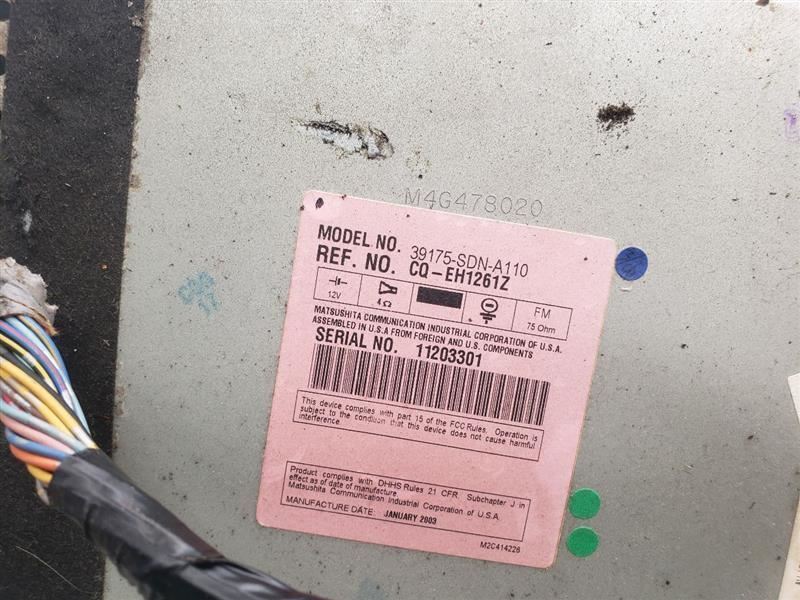 M4G478020
MODEL NO. 39175-SDN-A110
REF. NO. CQ-EH1261Z
12V
4Ω
FM
75 Ohm
MATSUSHITA COMMUNICATION INDUSTRIAL CORPORATION OF U.S.A.
ASSEMBLED IN U.S.A FROM FOREIGN AND U.S. COMPONENTS
SERIAL NO. 11203301
This device complies with part 15 of the FCC Rules. Operation is
subject to the condition that this device does not cause harmful
interference.
Product complies with DHHS Rules 21 CFR, Subchapter J in
effect as of date of manufacture.
Matsushita Communication Industrial Corporation of U.S.A.
MANUFACTURE DATE: JANUARY 2003
M2C414226